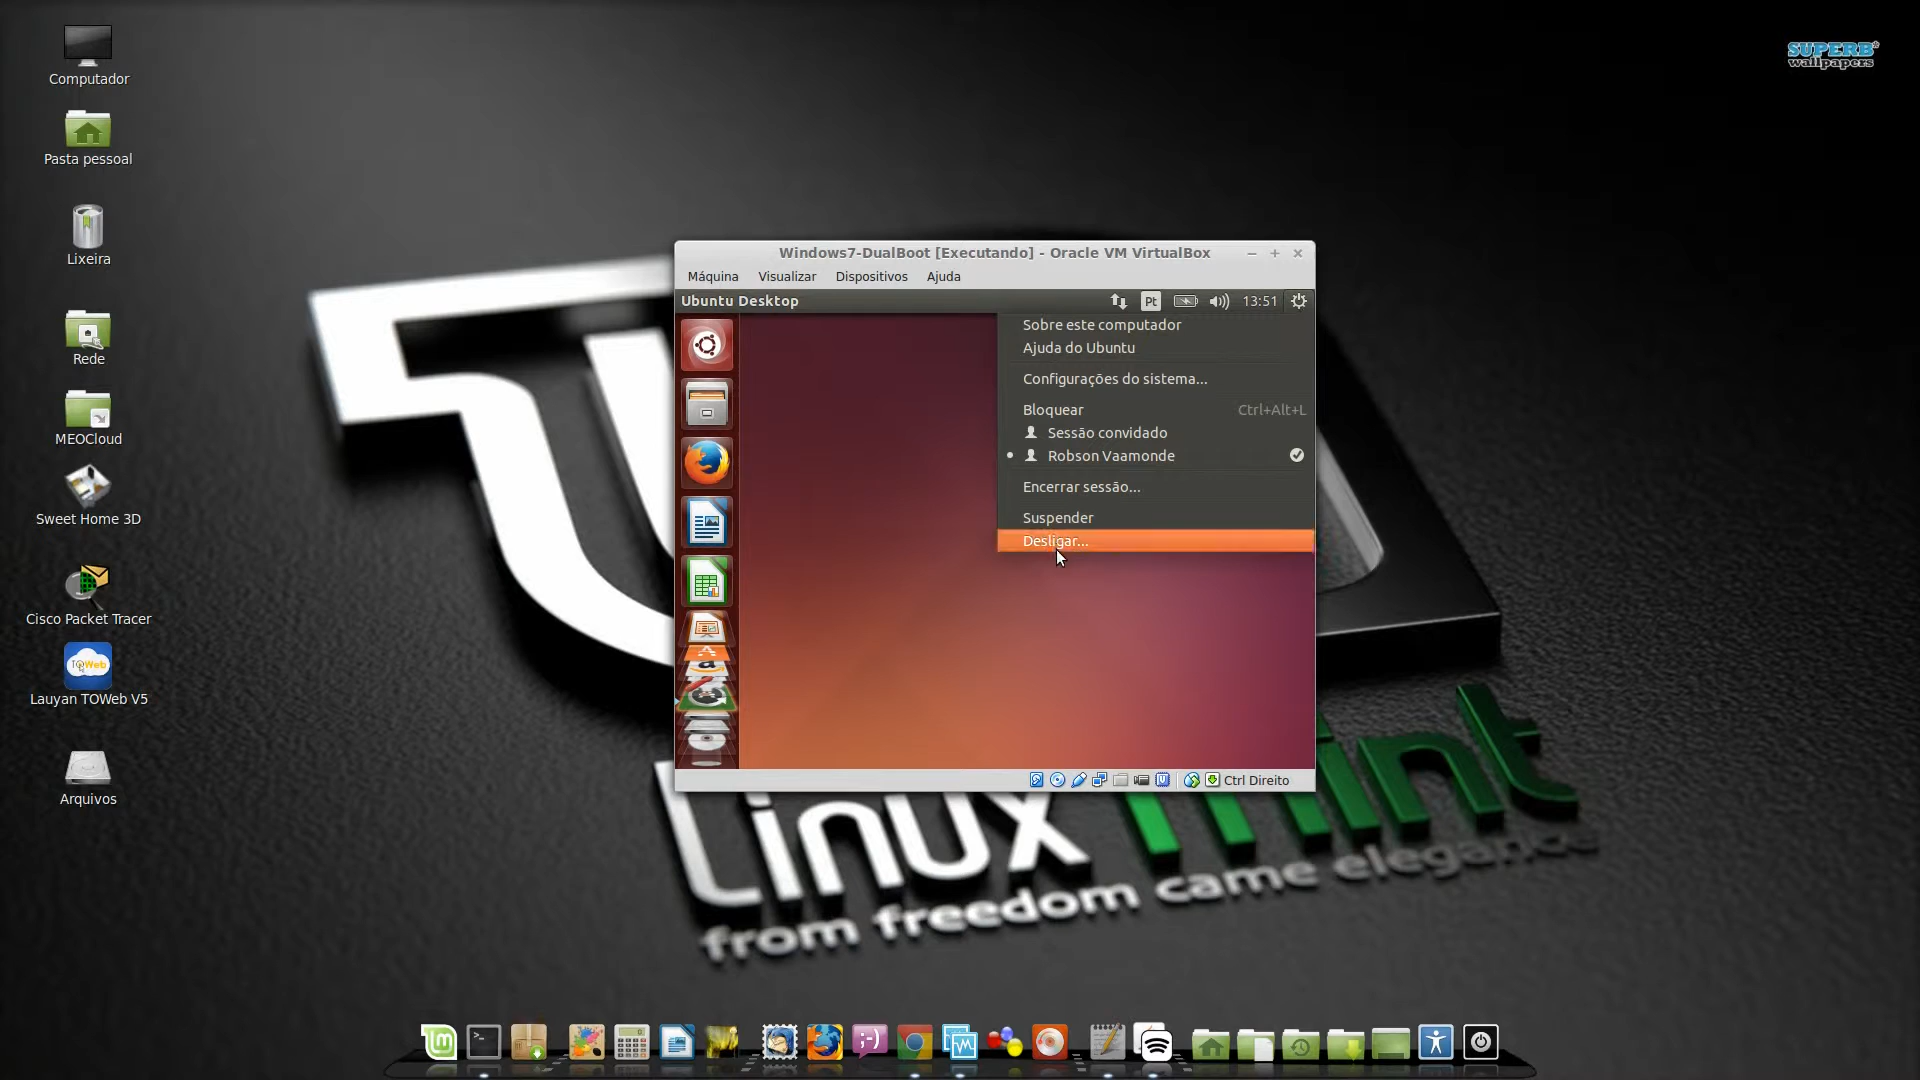 Computador
Pasta pessoal
Lixeira
Rede
MEOCloud
Sweet Home 3D
Cisco Packet Tracer
TOWeb
Lauyan TOWeb V5
Arquivos
SUPERB
wallpapers
Windows7-DualBoot [Executando] - Oracle VM VirtualBox
Máquina Visualizar Dispositivos Ajuda
Ubuntu Desktop Pt 13:51
Sobre este computador
Ajuda do Ubuntu
Configurações do sistema...
Bloquear Ctrl+Alt+L
Sessão convidado
Robson Vaamonde
Encerrar sessão...
Suspender
Desligar...
Ctrl Direito
Linux Mint
from freedom came elegance